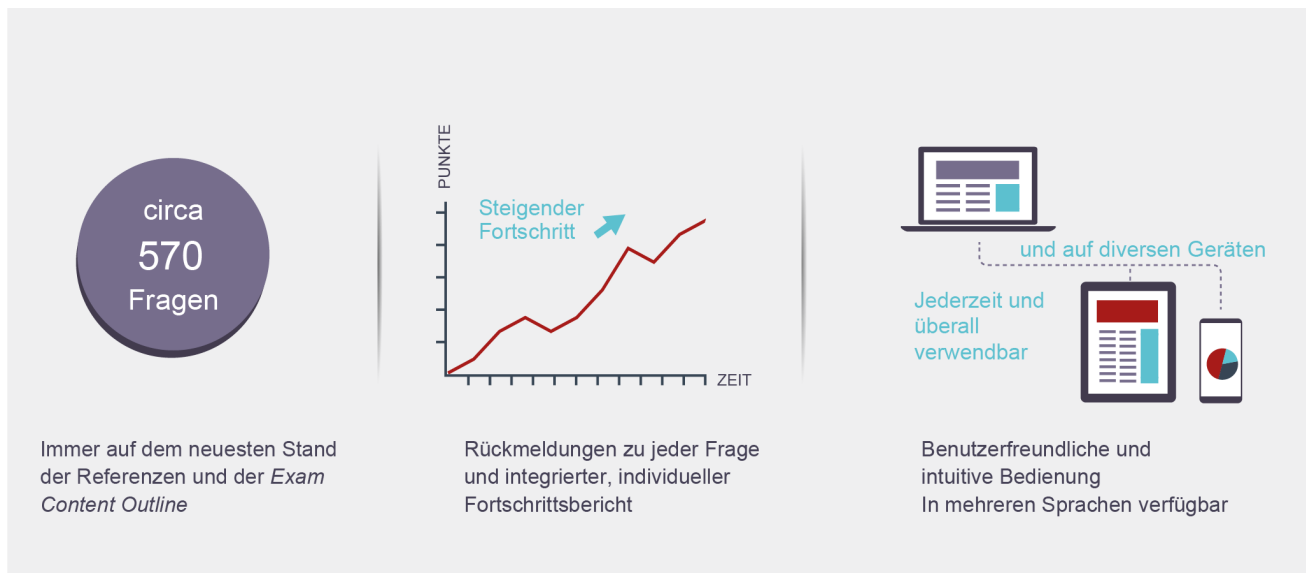 circa
570
Fragen
Immer auf dem neuesten Stand
der Referenzen und der Exam
Content Outline
PUNKTE
Steigender
Fortschritt
ZEIT
Rückmeldungen zu jeder Frage
und integrierter, individueller
Fortschrittsbericht
und auf diversen Geräten
Jederzeit und
überall
verwendbar
Benutzerfreundliche und
intuitive Bedienung
In mehreren Sprachen verfügbar